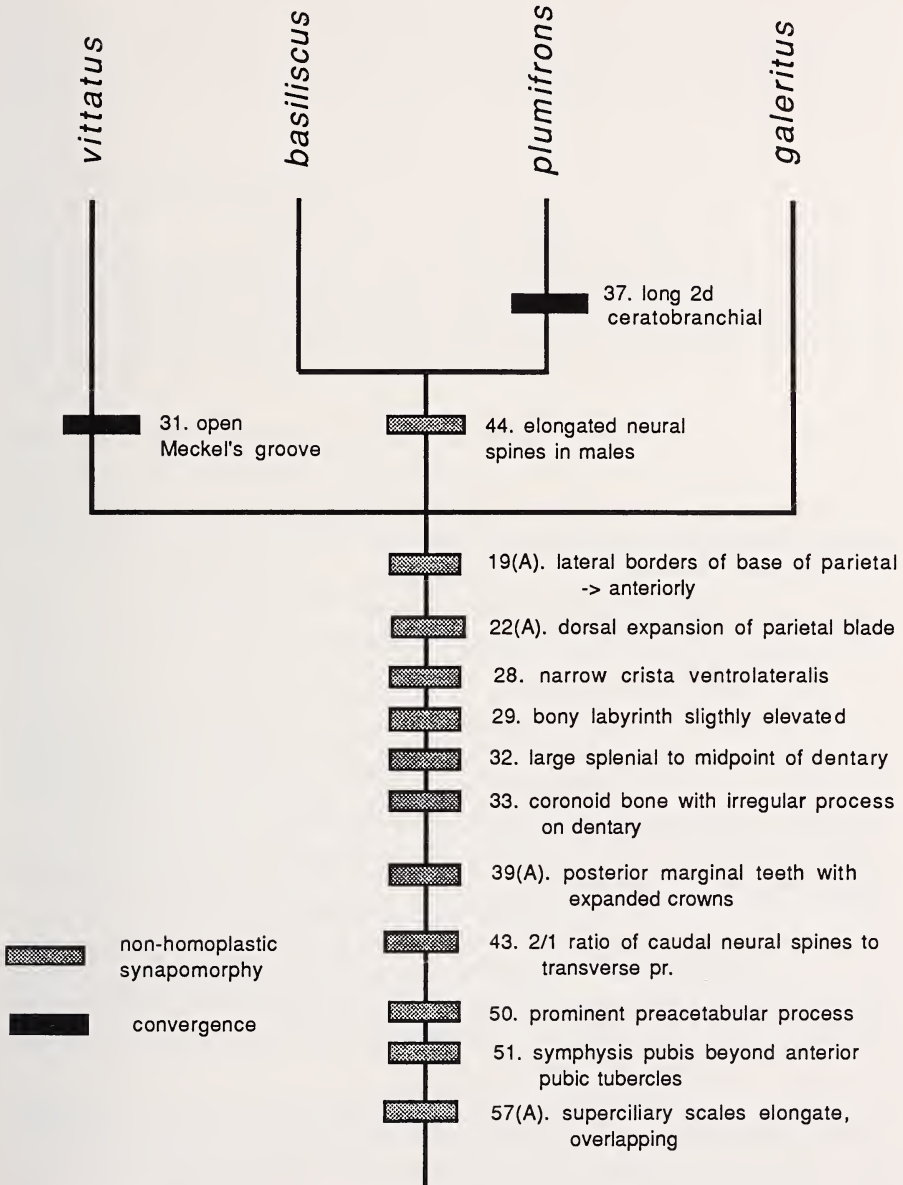 vittatus
basiliscus
plumifrons
galeritus
37. long 2d
ceratobranchial
31. open
Meckel's groove
44. elongated neural
spines in males
19(A). lateral borders of base of parietal
-> anteriorly
22(A). dorsal expansion of parietal blade
28. narrow crista ventrolateralis
29. bony labyrinth sligthly elevated
32. large splenial to midpoint of dentary
33. coronoid bone with irregular process
on dentary
39(A). posterior marginal teeth with
expanded crowns
43. 2/1 ratio of caudal neural spines to
transverse pr.
50. prominent preacetabular process
51. symphysis pubis beyond anterior
pubic tubercles
57(A). superciliary scales elongate,
overlapping
non-homoplastic
synapomorphy
convergence